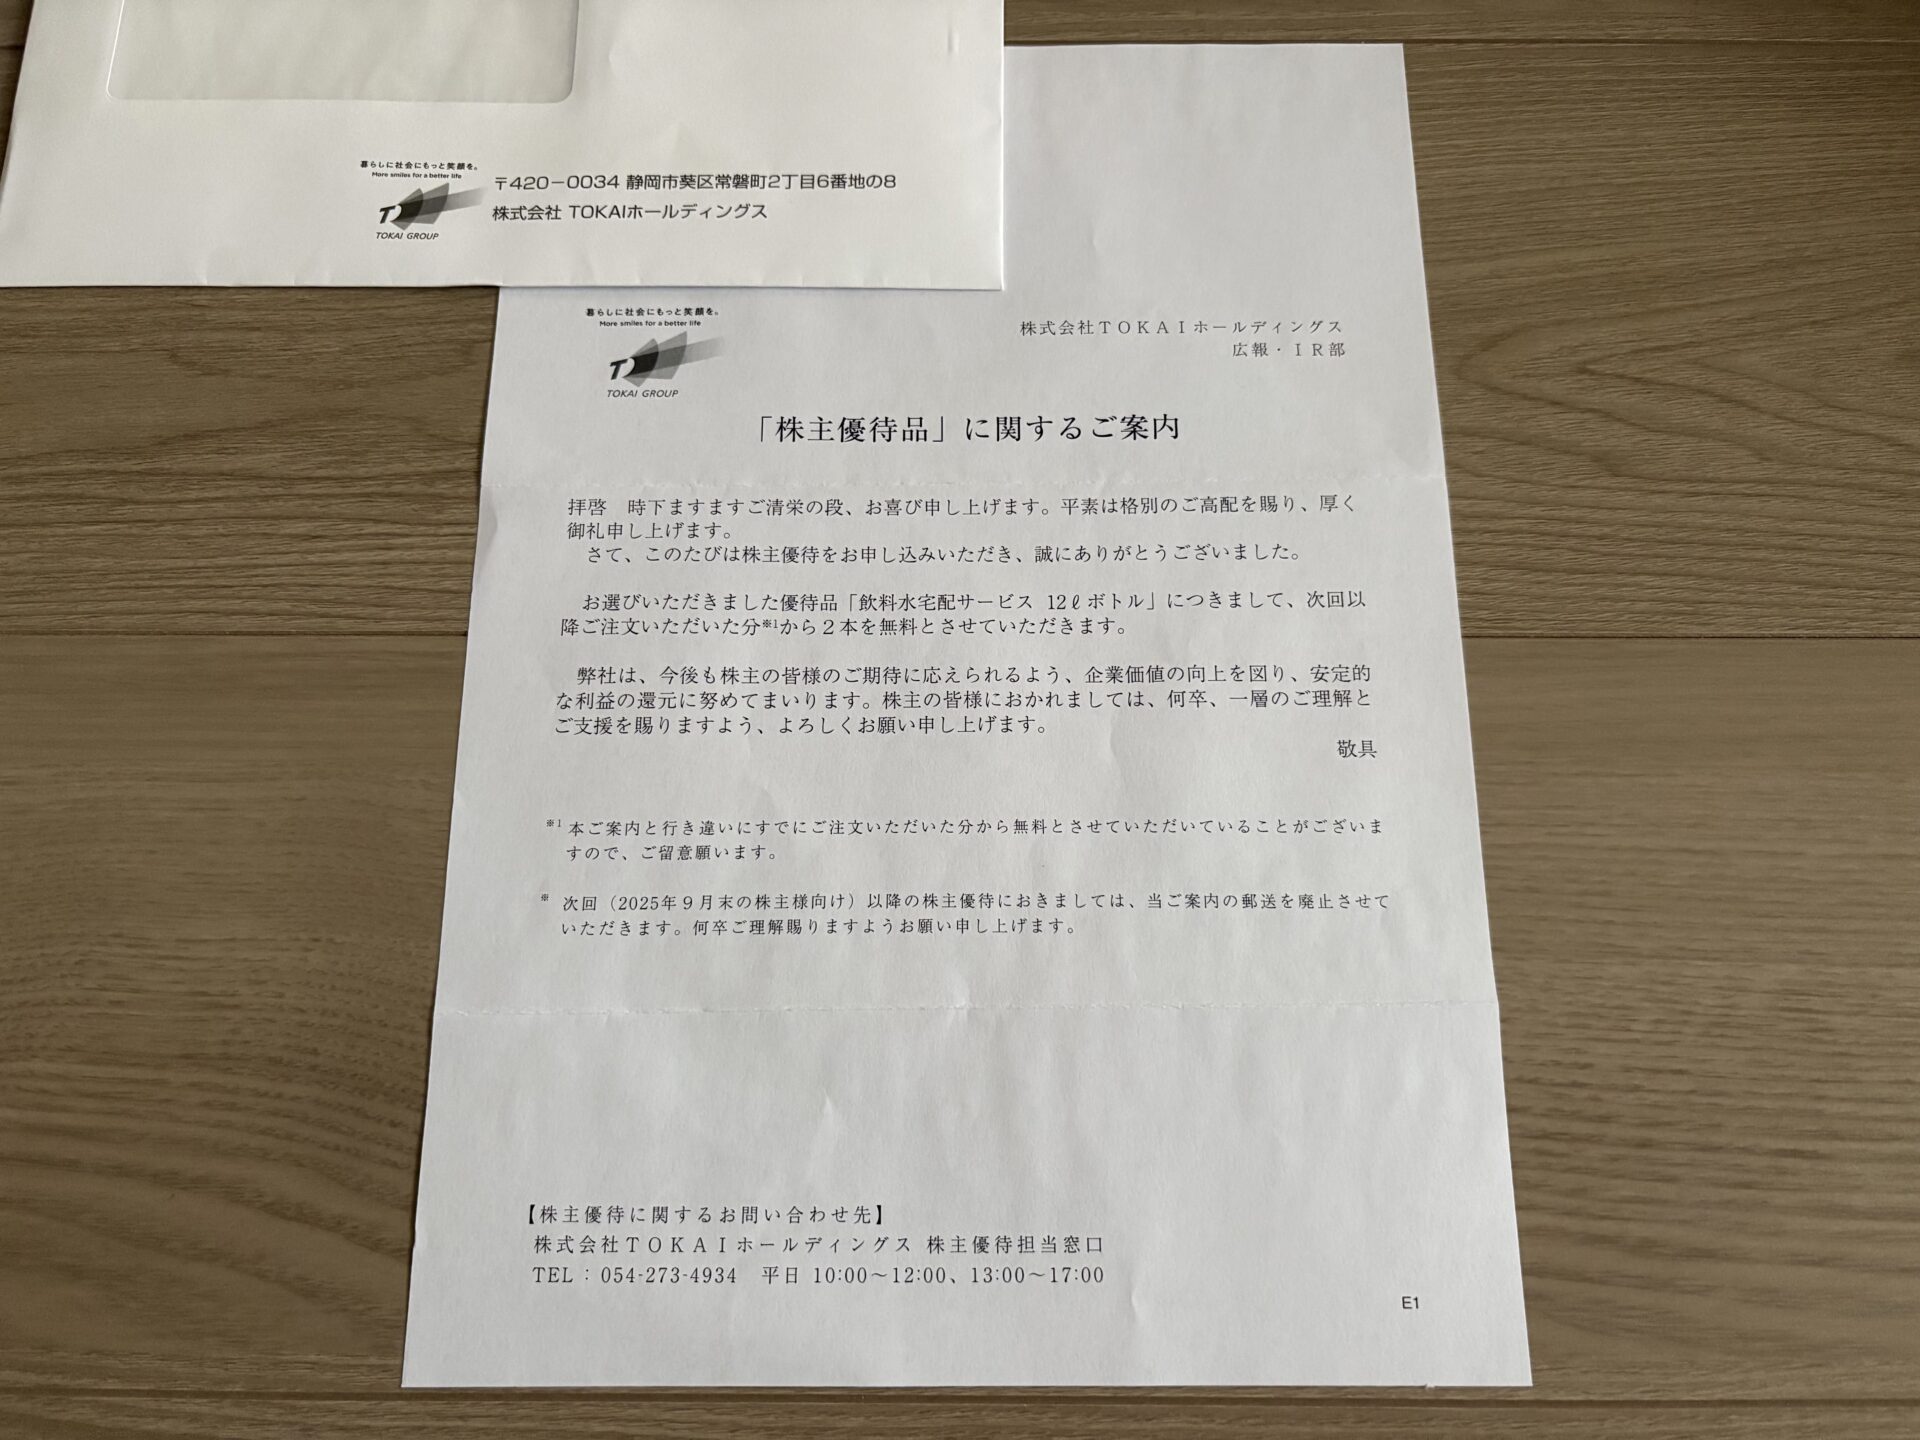 暮らしに社会にもっと笑顔を。
More smiles for a better life
TOKAI GROUP
〒420-0034 静岡市葵区常磐町2丁目6番地の8
株式会社 TOKAIホールディングス
暮らしに社会にもっと笑顔を。
More smiles for a better life
TOKAI GROUP
株式会社TOKAIホールディングス
広報・IR部
「株主優待品」に関するご案内
拝啓　時下ますますご清栄の段、お喜び申し上げます。平素は格別のご高配を賜り、厚く
御礼申し上げます。
さて、このたびは株主優待をお申し込みいただき、誠にありがとうございました。
お選びいただきました優待品「飲料水宅配サービス 12ℓボトル」につきまして、次回以
降ご注文いただいた分※1から２本を無料とさせていただきます。
弊社は、今後も株主の皆様のご期待に応えられるよう、企業価値の向上を図り、安定的
な利益の還元に努めてまいります。株主の皆様におかれましては、何卒、一層のご理解と
ご支援を賜りますよう、よろしくお願い申し上げます。
敬具
※1 本ご案内と行き違いにすでにご注文いただいた分から無料とさせていただいていることがございま
すので、ご留意願います。
※ 次回（2025年９月末の株主様向け）以降の株主優待におきましては、当ご案内の郵送を廃止させて
いただきます。何卒ご理解賜りますようお願い申し上げます。
【株主優待に関するお問い合わせ先】
株式会社TOKAIホールディングス 株主優待担当窓口
TEL：054-273-4934　平日 10:00～12:00、13:00～17:00
E1